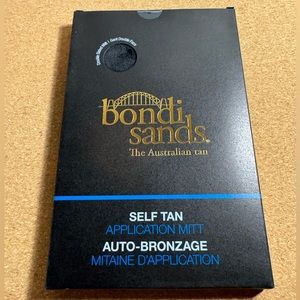 bondi
sands.
The Australian tan
SELF TAN
APPLICATION MITT
AUTO-BRONZAGE
MITAINE D'APPLICATION